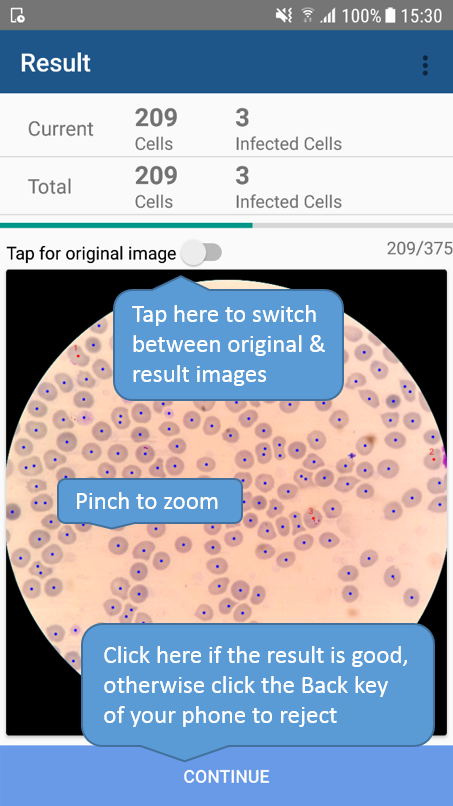 100% 15:30
Result
Current 209 3
Cells Infected Cells
Total 209 3
Cells Infected Cells
Tap for original image 209/375
Tap here to switch
between original &
result images
1
2
Pinch to zoom
3
Click here if the result is good,
otherwise click the Back key
of your phone to reject
CONTINUE